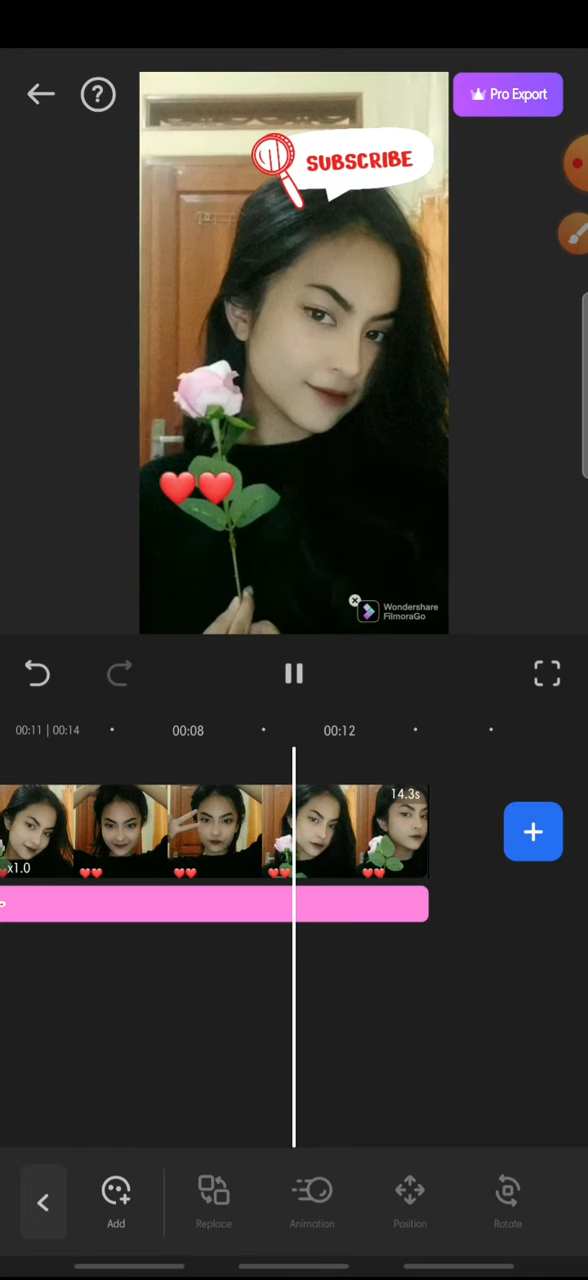 Pro Export
SUBSCRIBE
Wondershare
FilmoraGo
00:11 | 00:14
00:08
00:12
14.3s
x1.0
Add
Replace
Animation
Position
Rotate